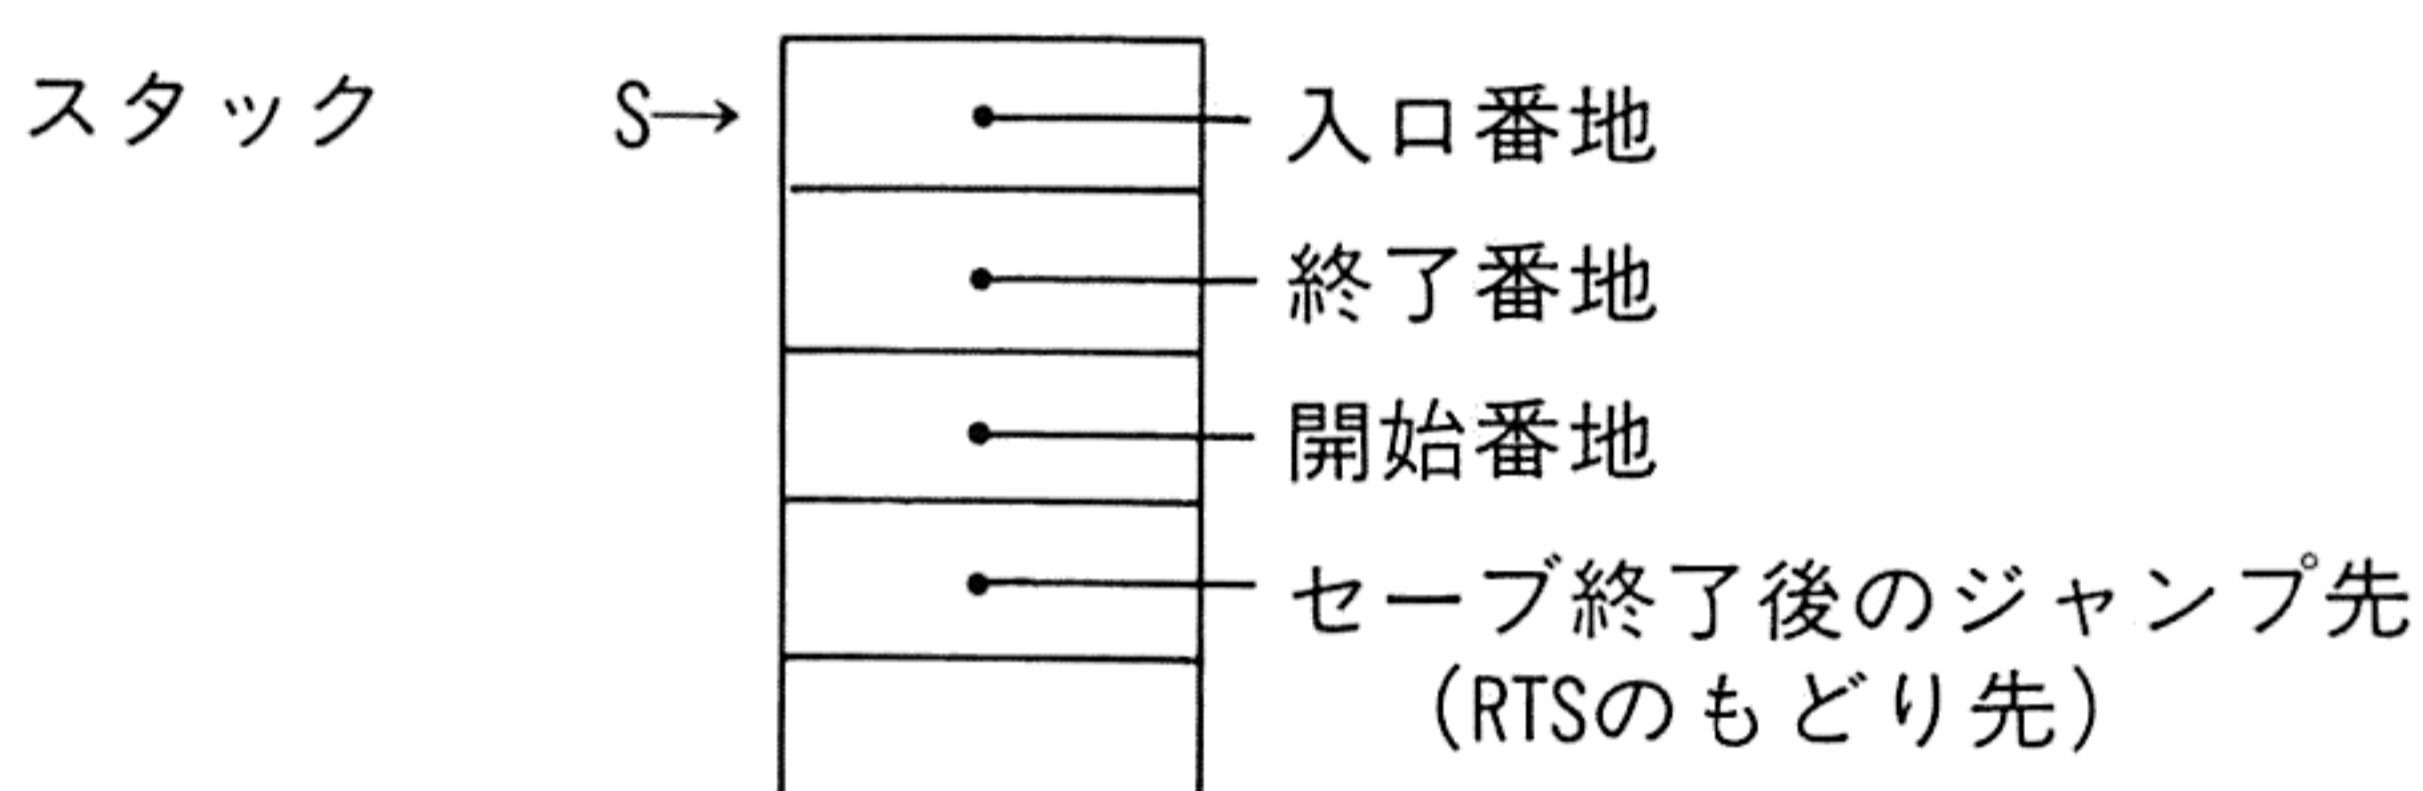 スタック S→ 入口番地
終了番地
開始番地
セーブ終了後のジャンプ先
(RTSのもどり先)